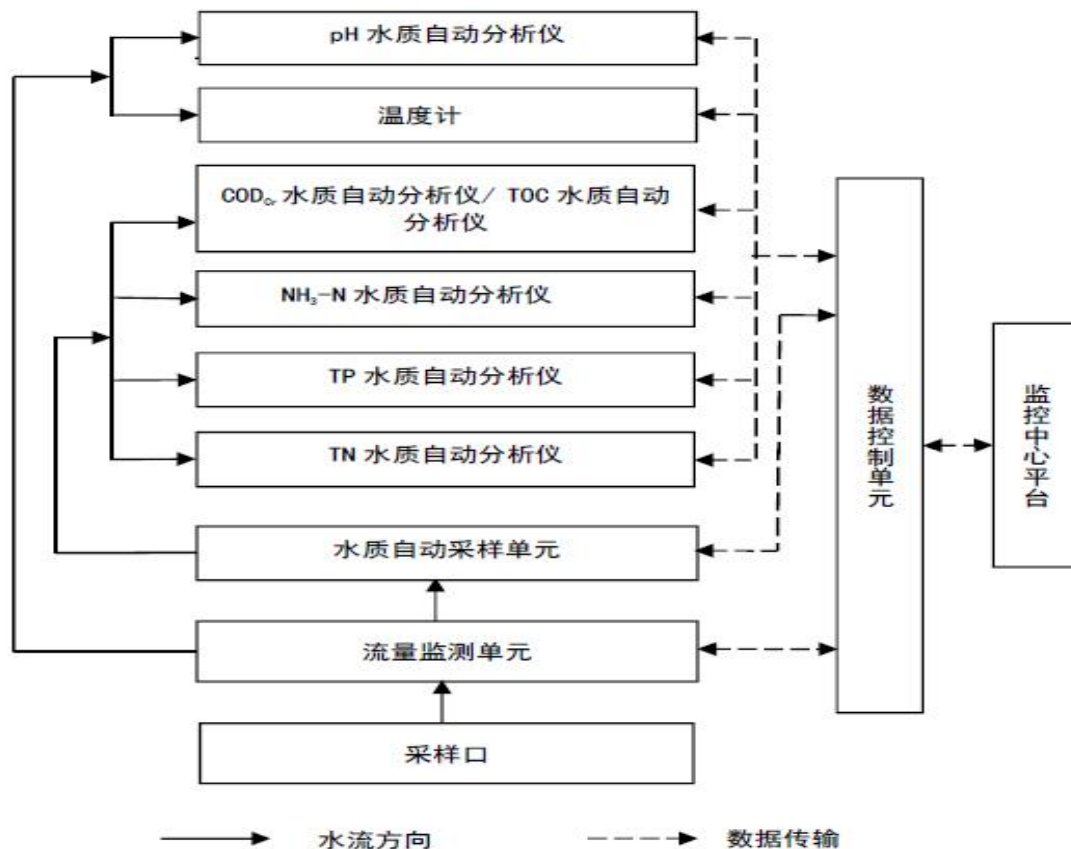 pH 水质自动分析仪
温度计
CODCr 水质自动分析仪/ TOC 水质自动
分析仪
NH3-N 水质自动分析仪
TP 水质自动分析仪
TN 水质自动分析仪
水质自动采样单元
流量监测单元
采样口
数据控制单元
监控中心平台
水流方向
数据传输